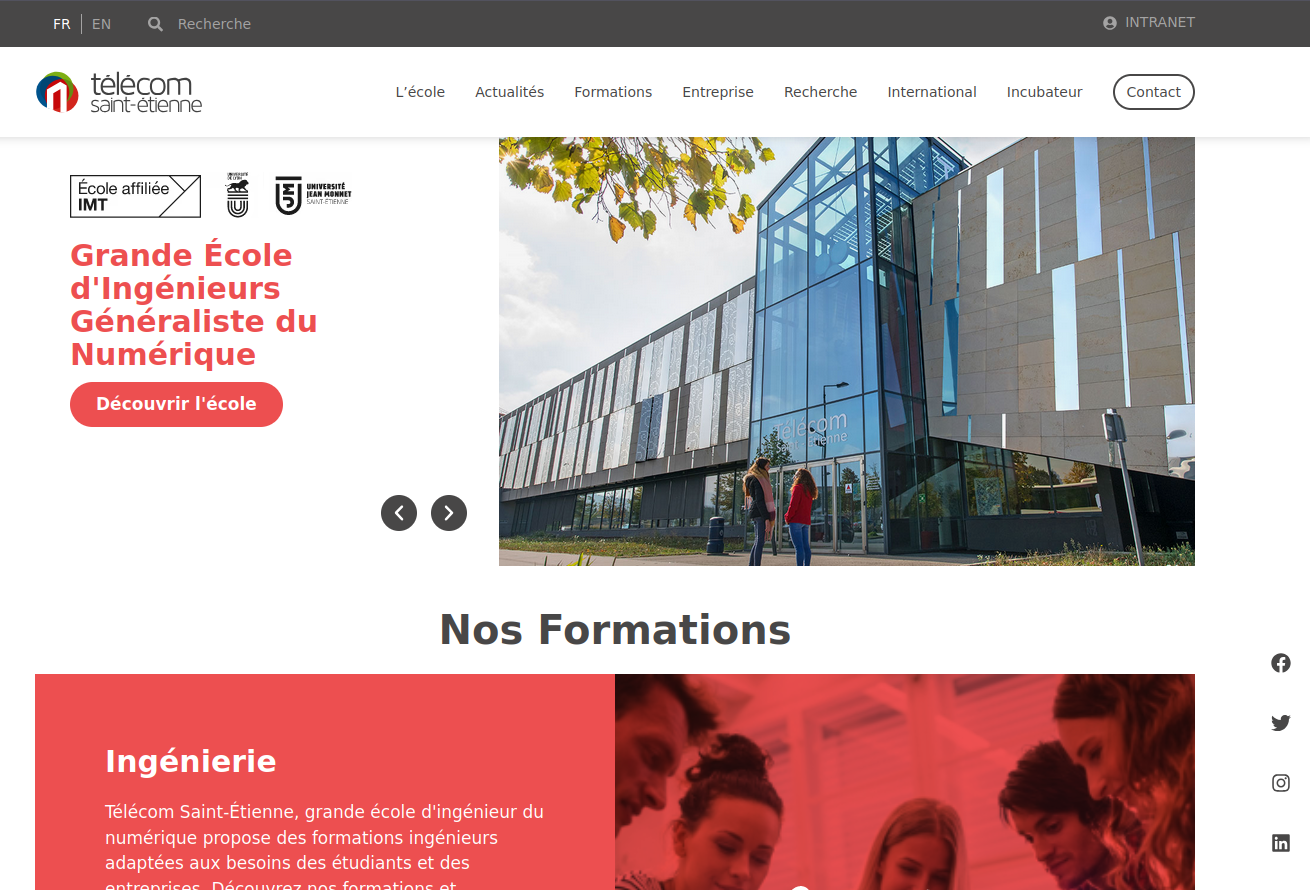 FR
EN
Recherche
INTRANET
télécom
saint-étienne
L'école
Actualités
Formations
Entreprise
Recherche
International
Incubateur
Contact
École affiliée
IMT
UNIVERSITÉ
DE LYON
UNIVERSITÉ
JEAN MONNET
SAINT-ÉTIENNE
Grande École
d'Ingénieurs
Généraliste du
Numérique
Découvrir l'école
Télécom
Nos Formations
Ingénierie
Télécom Saint-Étienne, grande école d'ingénieur du
numérique propose des formations ingénieurs
adaptées aux besoins des étudiants et des
entreprises. Découvrez nos formations et